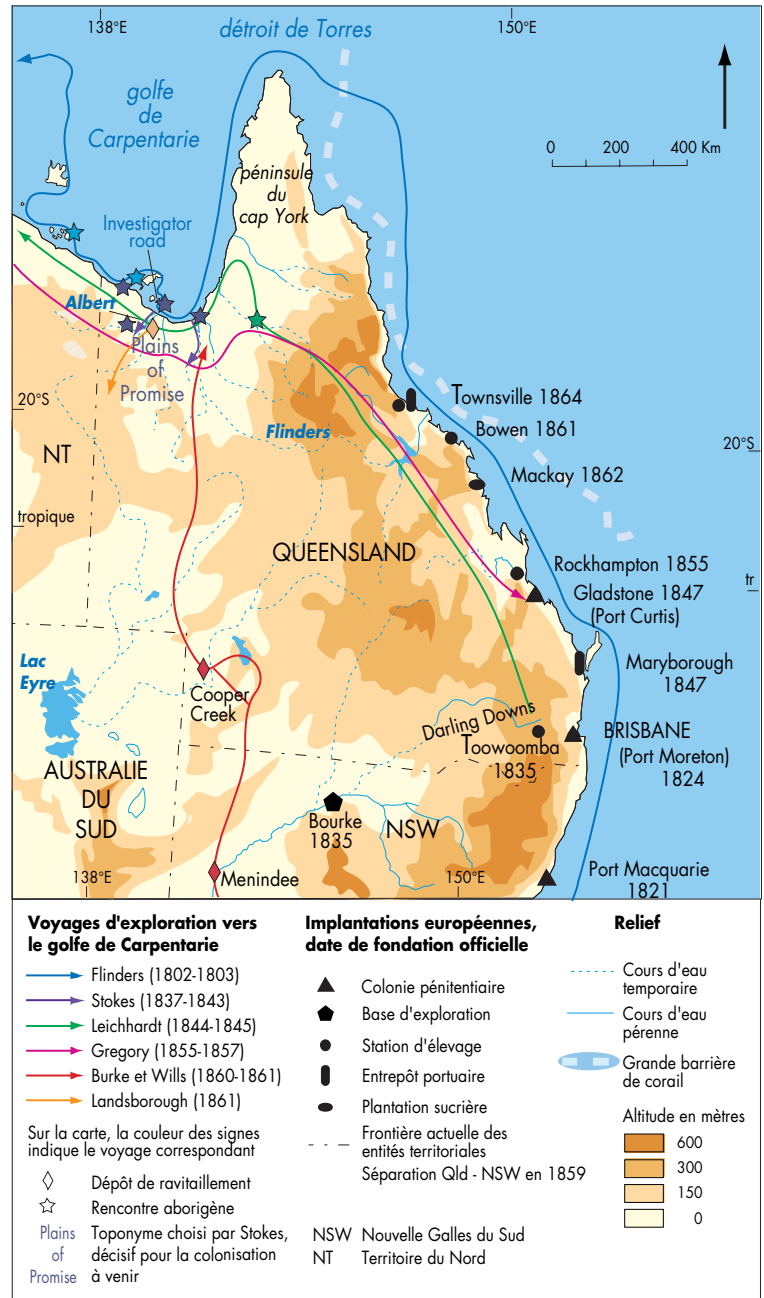 138°E
détroit de Torres
150°E
golfe
de
Carpentarie
0 200 400 Km
péninsule
du
cap York
Investigator
road
Albert
Plains
of
Promise
20°S
Townsville 1864
Bowen 1861
Flinders
20°S
NT
Mackay 1862
tropique
QUEENSLAND
Rockhampton 1855
tr
Gladstone 1847
(Port Curtis)
Lac
Eyre
Maryborough
1847
Cooper
Creek
Darling Downs
BRISBANE
(Port Moreton)
1824
Toowoomba
1835
AUSTRALIE
DU
SUD
Bourke
1835
NSW
Menindee
Port Macquarie
1821
138°E
150°E
Voyages d'exploration vers
le golfe de Carpentarie
Flinders (1802-1803)
Stokes (1837-1843)
Leichhardt (1844-1845)
Gregory (1855-1857)
Burke et Wills (1860-1861)
Landsborough (1861)
Sur la carte, la couleur des signes
indique le voyage correspondant
Dépôt de ravitaillement
Rencontre aborigène
Plains
of
Promise
Toponyme choisi par Stokes,
décisif pour la colonisation
à venir
Implantations européennes,
date de fondation officielle
Colonie pénitentiaire
Base d'exploration
Station d'élevage
Entrepôt portuaire
Plantation sucrière
Frontière actuelle des
entités territoriales
Séparation Qld - NSW en 1859
NSW Nouvelle Galles du Sud
NT Territoire du Nord
Relief
Cours d'eau
temporaire
Cours d'eau
pérenne
Grande barrière
de corail
Altitude en mètres
600
300
150
0